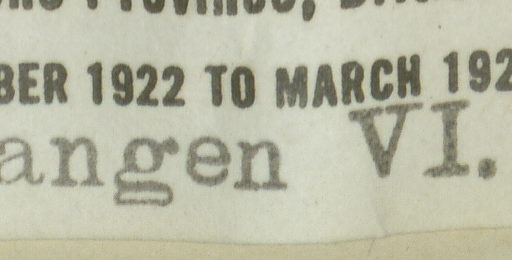 BER 1922 TO MARCH 192
angen VI.